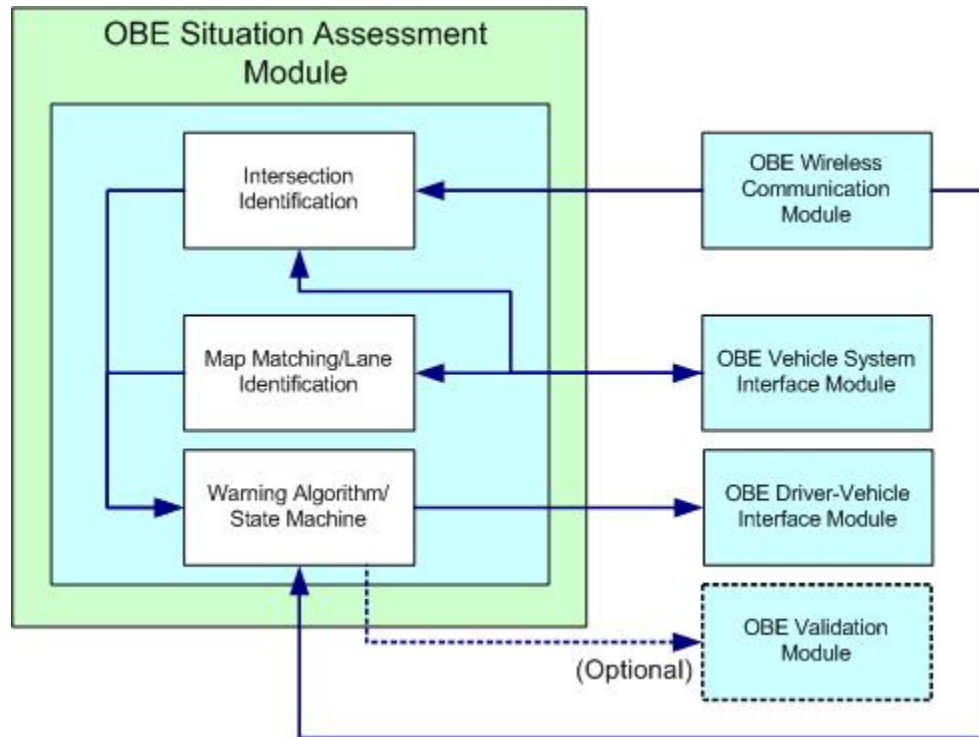 OBE Situation Assessment
Module
Intersection
Identification
OBE Wireless
Communication
Module
Map Matching/Lane
Identification
OBE Vehicle System
Interface Module
Warning Algorithm/
State Machine
OBE Driver-Vehicle
Interface Module
OBE Validation
Module
(Optional)